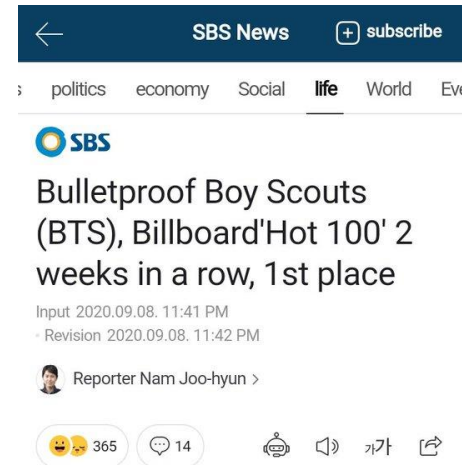 SBS News
subscribe
s politics economy Social life World Eve
SBS
Bulletproof Boy Scouts
(BTS), Billboard'Hot 100' 2
weeks in a row, 1st place
Input 2020.09.08. 11:41 PM
· Revision 2020.09.08. 11:42 PM
Reporter Nam Joo-hyun >
365 14 가가